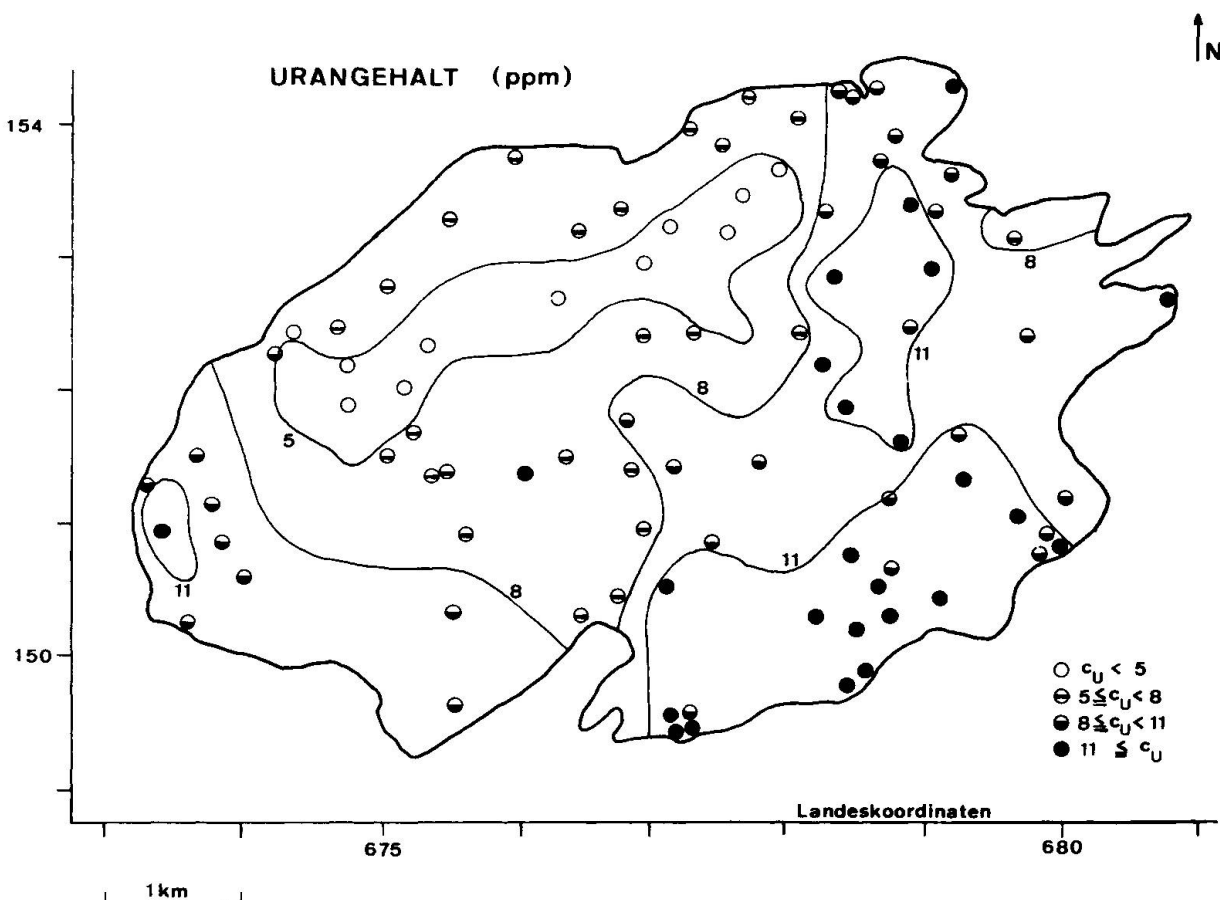 N
URANGEHALT (ppm)
154
8
11
8
5
11
11
8
150
c_U < 5
5 ≦ c_U < 8
8 ≦ c_U < 11
11 ≦ c_U
Landeskoordinaten
675
680
1km